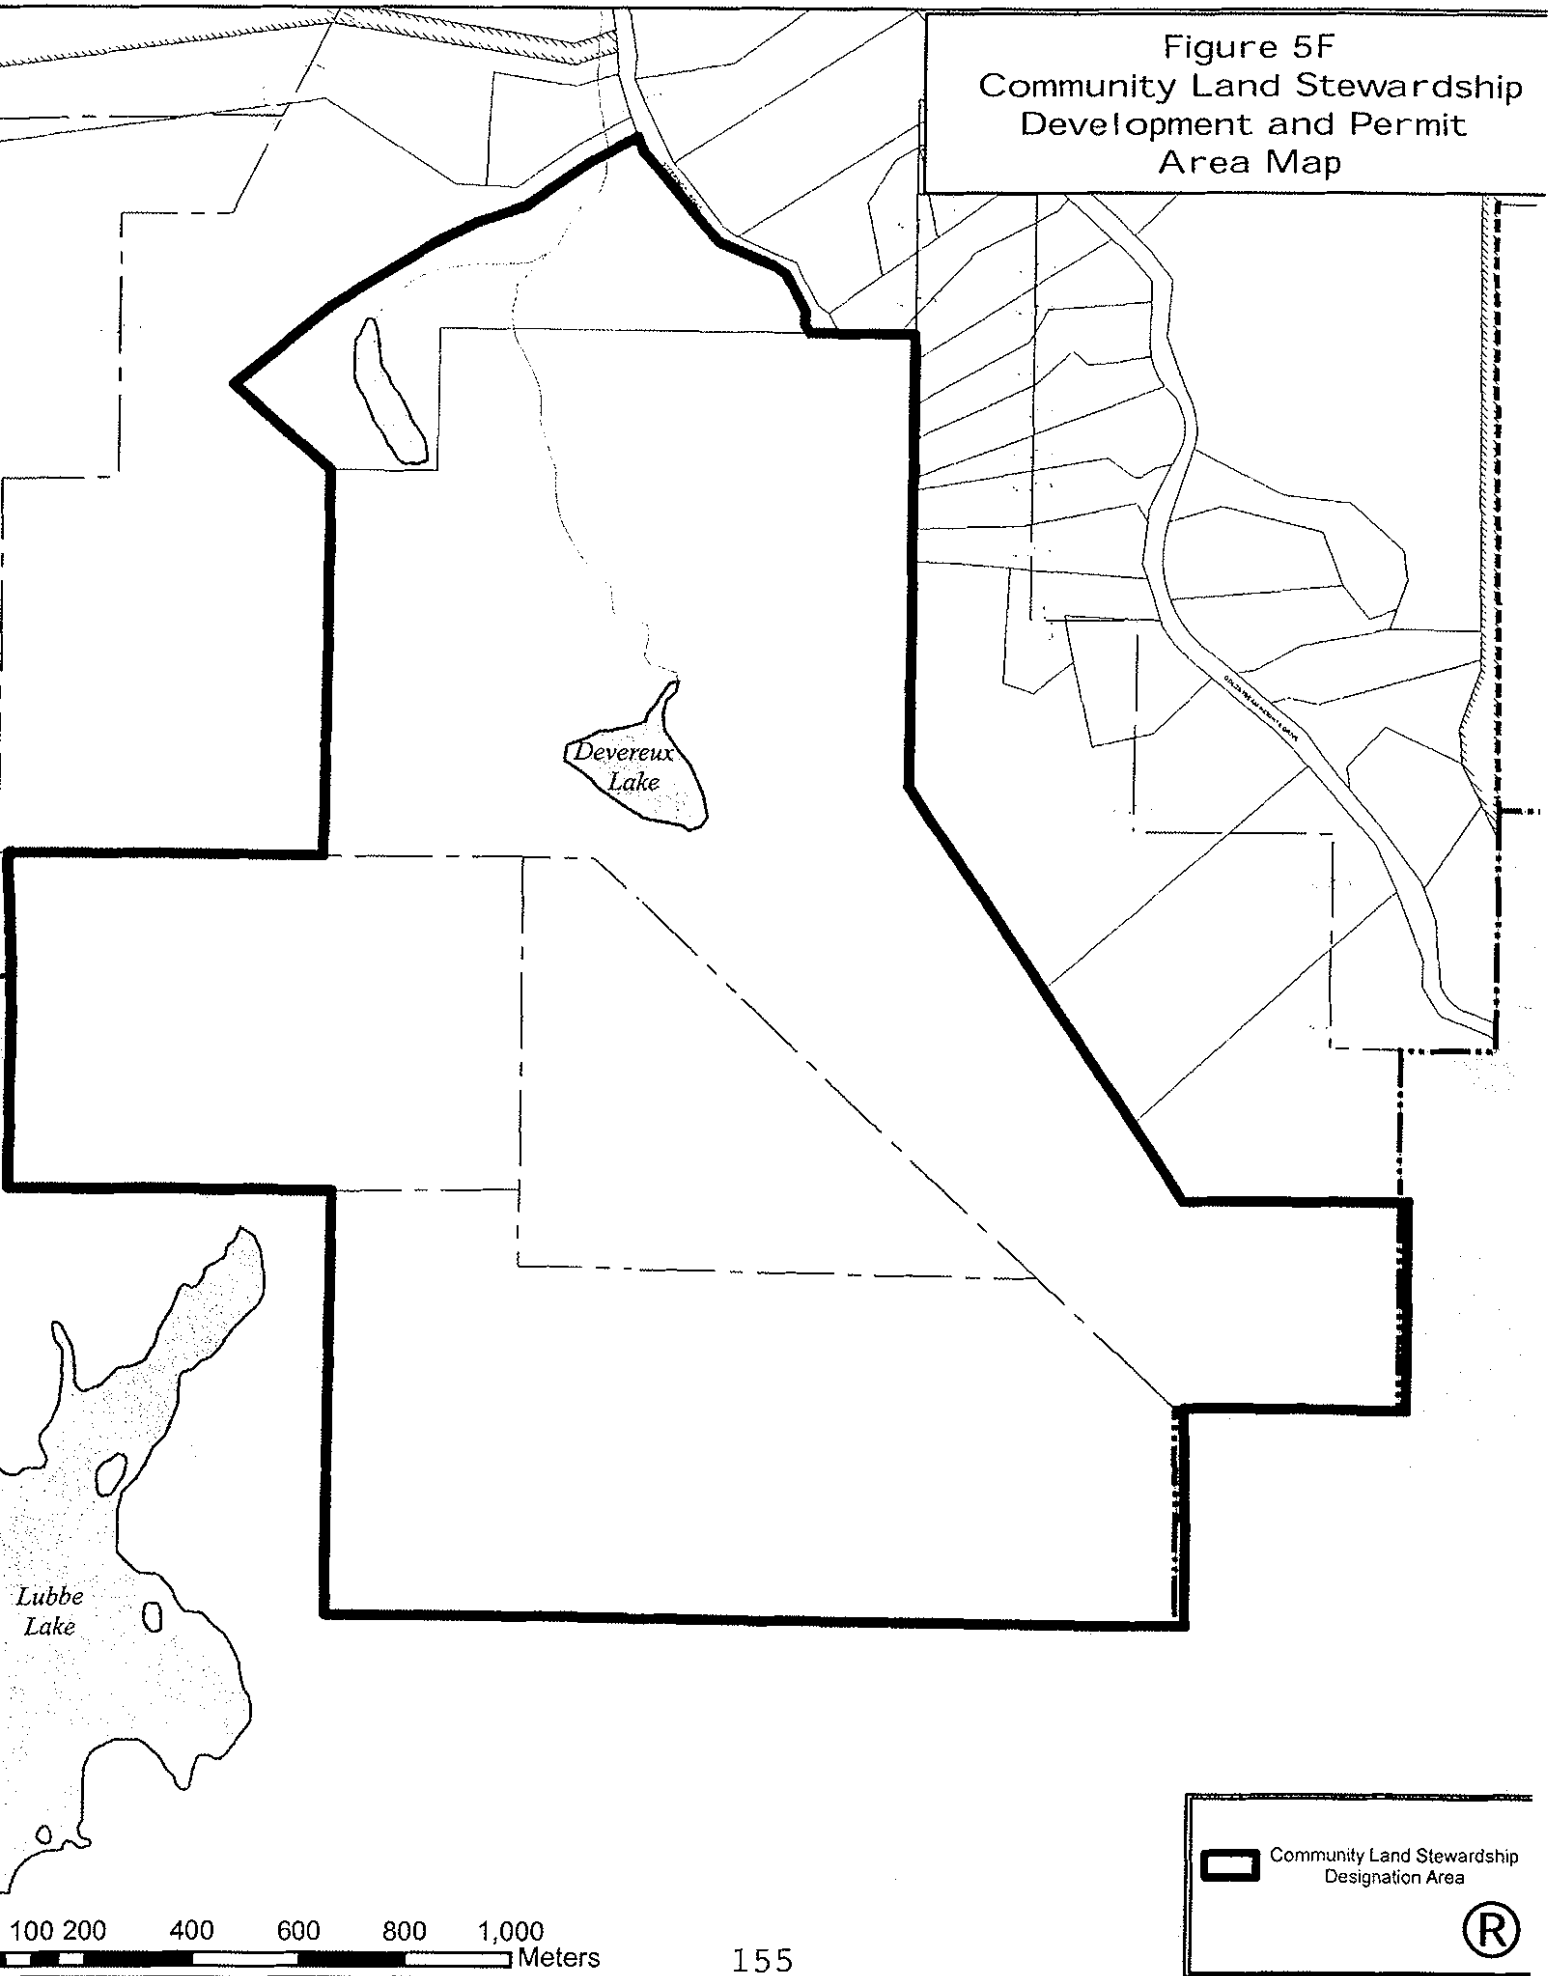 Figure 5F
Community Land Stewardship
Development and Permit
Area Map
Devereux
Lake
Lubbe
Lake
Community Land Stewardship
Designation Area
®
100 200 400 600 800 1,000
Meters
155